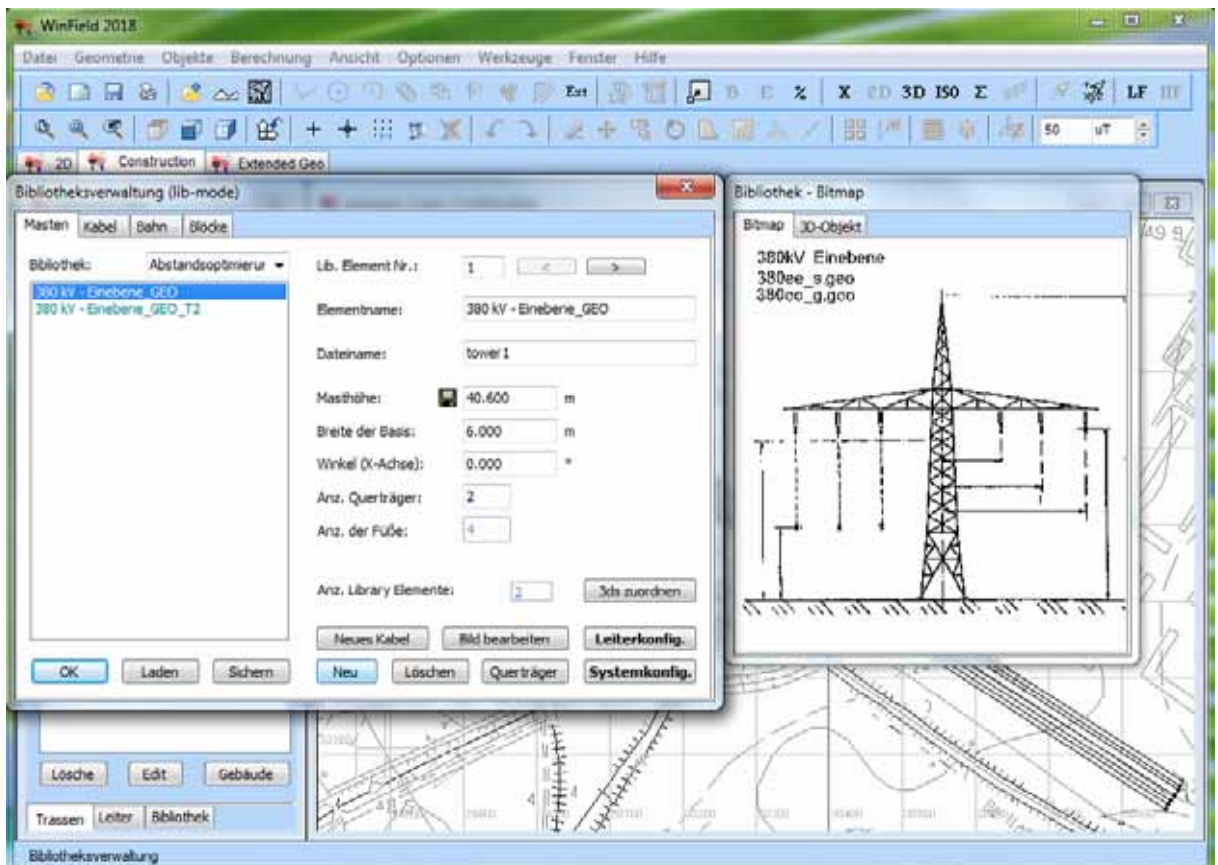 WinField 2018
Datei Geometrie Objekte Berechnung Ansicht Optionen Werkzeuge Fenster Hilfe
Ext X 2D 3D ISO Σ LF HF
50 uT
2D Construction Extended Geo
Bibliotheksverwaltung (lib-mode)
Masten Kabel Bahn Blöcke
Bibliothek: Abstandsoptimierur
380 kV - Einebene_GEO
380 kV - Einebene_GEO_T2
Lib. Element Nr.: 1 < >
Elementname: 380 kV - Einebene_GEO
Dateiname: tower1
Masthöhe: 40.600 m
Breite der Basis: 6.000 m
Winkel (X-Achse): 0.000 °
Anz. Querträger: 2
Anz. der Füße: 4
Anz. Library Elemente: 2 3ds zuordnen
Neues Kabel Bild bearbeiten Leiterkonfig.
OK Laden Sichern Neu Löschen Querträger Systemkonfig.
Bibliothek - Bitmap
Bitmap 3D-Objekt
380kV Einebene
380ee_s.geo
380ee_g.geo
Lösche Edit Gebäude
Trassen Leiter Bibliothek
Bibliotheksverwaltung